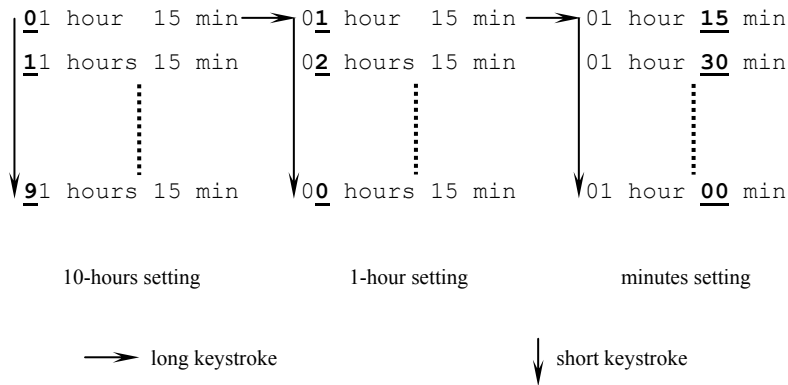 01 hour 15 min 01 hour 15 min 01 hour 15 min
11 hours 15 min 02 hours 15 min 01 hour 30 min
91 hours 15 min 00 hours 15 min 01 hour 00 min
10-hours setting 1-hour setting minutes setting
long keystroke short keystroke